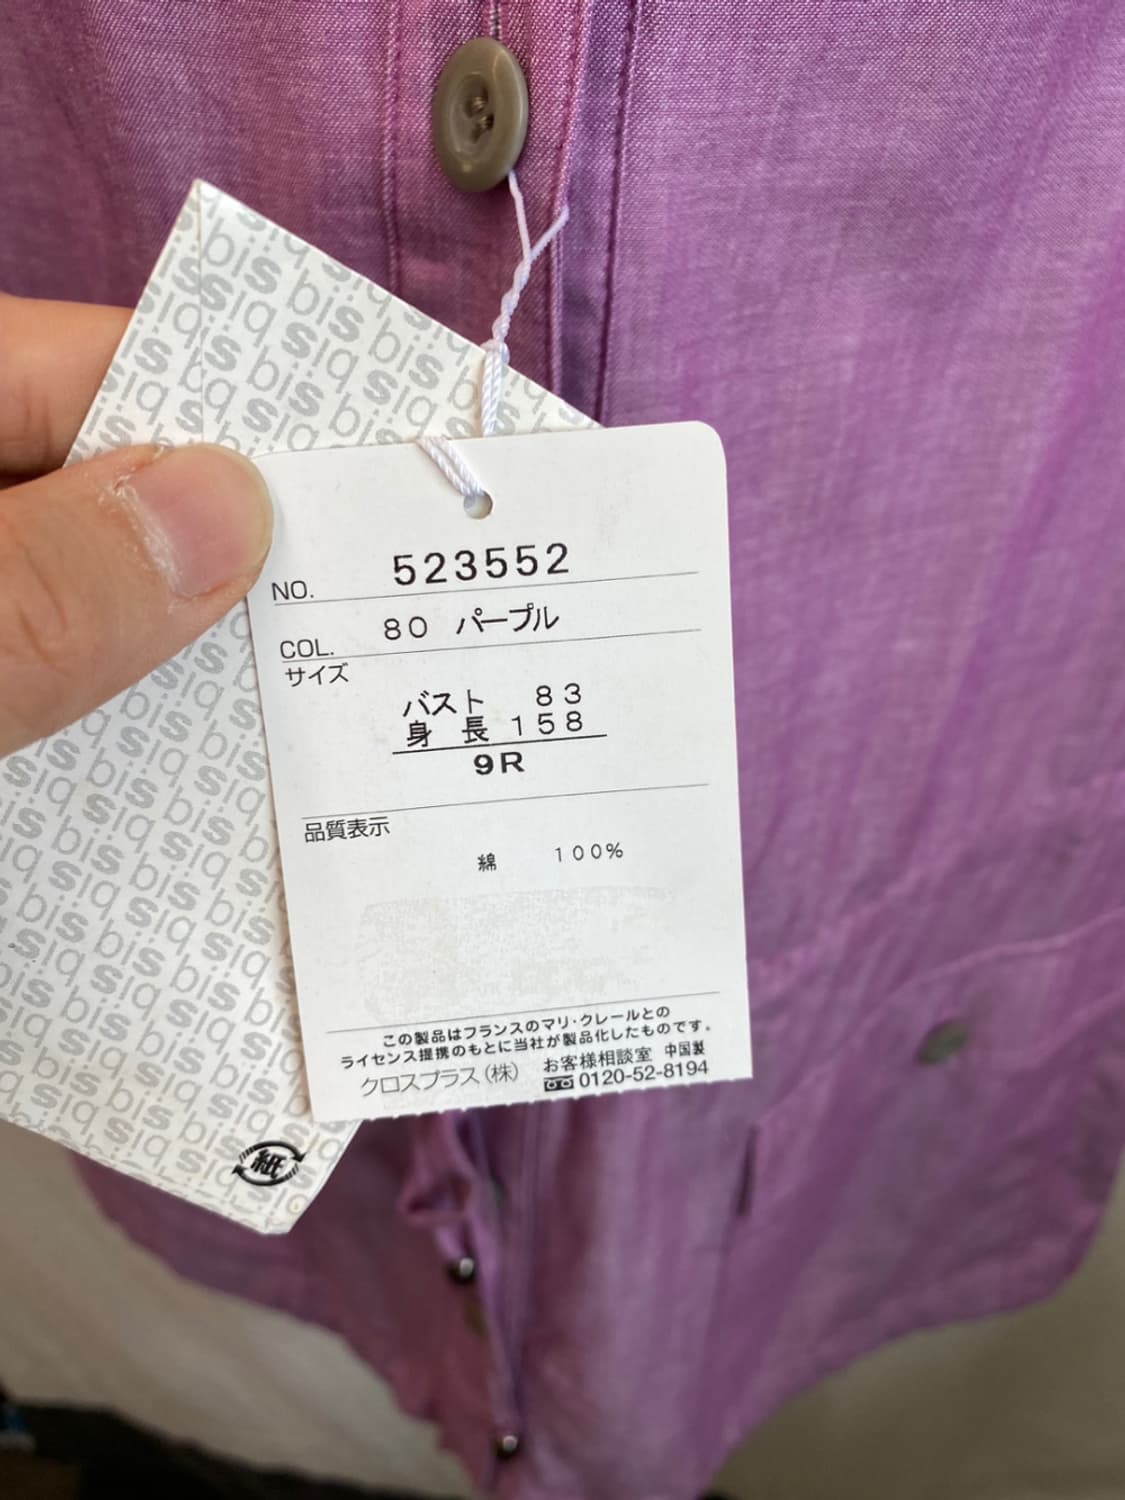 NO. 523552
COL. 80 パープル
サイズ
バスト 83
身長 158
9R
品質表示
綿 100%
この製品はフランスのマリ・クレールとの
ライセンス提携のもとに当社が製品化したものです。
クロスプラス(株) お客様相談室 中国製
0120-52-8194
bis
紙